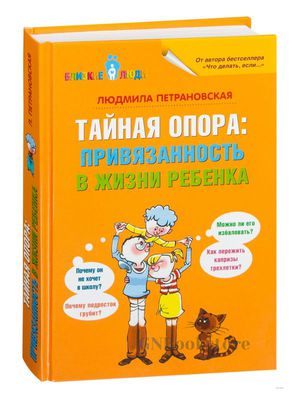 БЛИЗКИЕ ЛЮДИ
От автора бестселлера
«Что делать, если...»
ЛЮДМИЛА ПЕТРАНОВСКАЯ
ТАЙНАЯ ОПОРА:
ПРИВЯЗАННОСТЬ
В ЖИЗНИ РЕБЕНКА
Почему он
не хочет
в школу?
Почему подросток
грубит?
Можно ли его
избаловать?
Как пережить
капризы
трехлетки?
Л. ПЕТРАНОВСКАЯ
ТАЙНАЯ ОПОРА:
ПРИВЯЗАННОСТЬ В ЖИЗНИ РЕБЕНКА